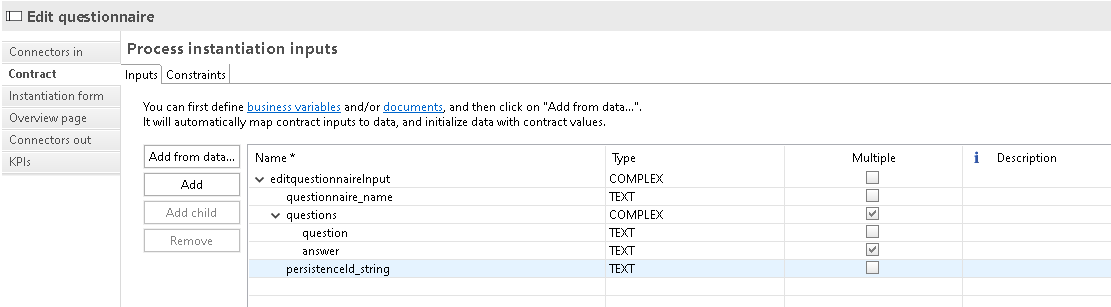 Edit questionnaire
Connectors in
Contract
Instantiation form
Overview page
Connectors out
KPIs
Process instantiation inputs
Inputs Constraints
You can first define business variables and/or documents, and then click on "Add from data...".
It will automatically map contract inputs to data, and initialize data with contract values.
Add from data...
Add
Add child
Remove
Name * Type Multiple i Description
editquestionnaireInput COMPLEX
questionnaire_name TEXT
questions COMPLEX
question TEXT
answer TEXT
persistenceId_string TEXT